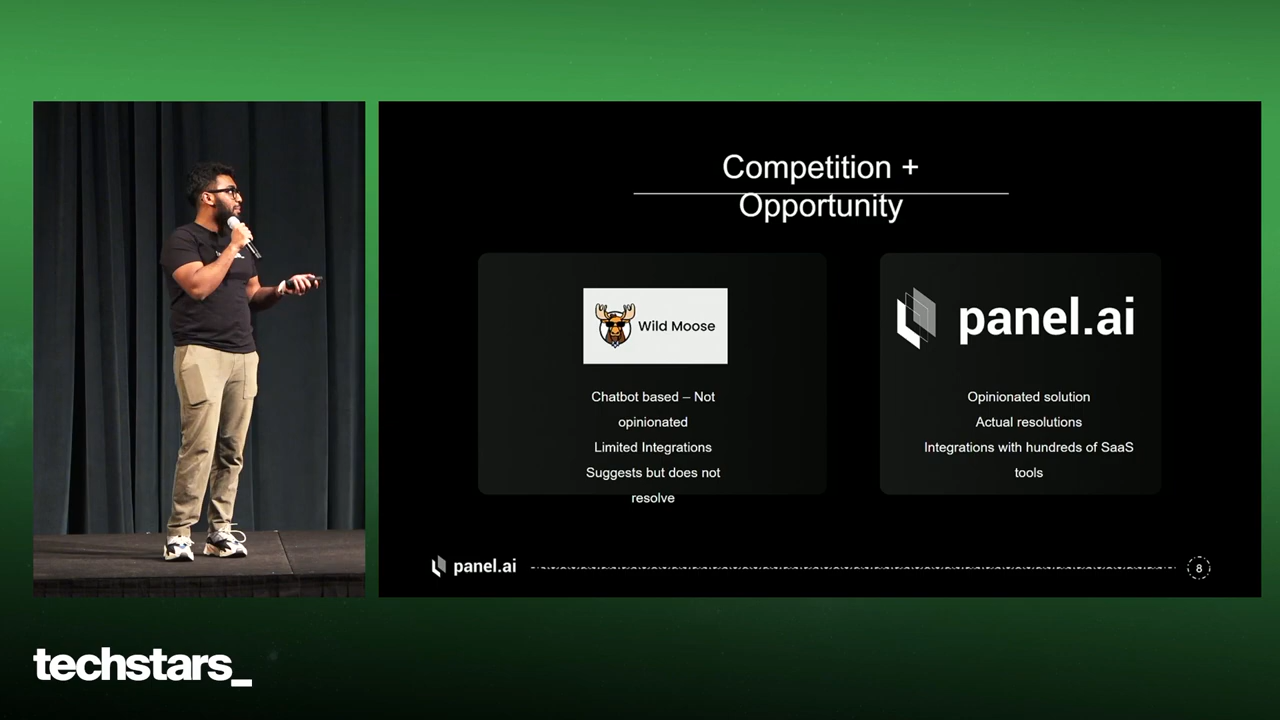 Competition +
Opportunity
Wild Moose
Chatbot based – Not
opinionated
Limited Integrations
Suggests but does not
resolve
panel.ai
Opinionated solution
Actual resolutions
Integrations with hundreds of SaaS
tools
panel.ai
8
techstars_